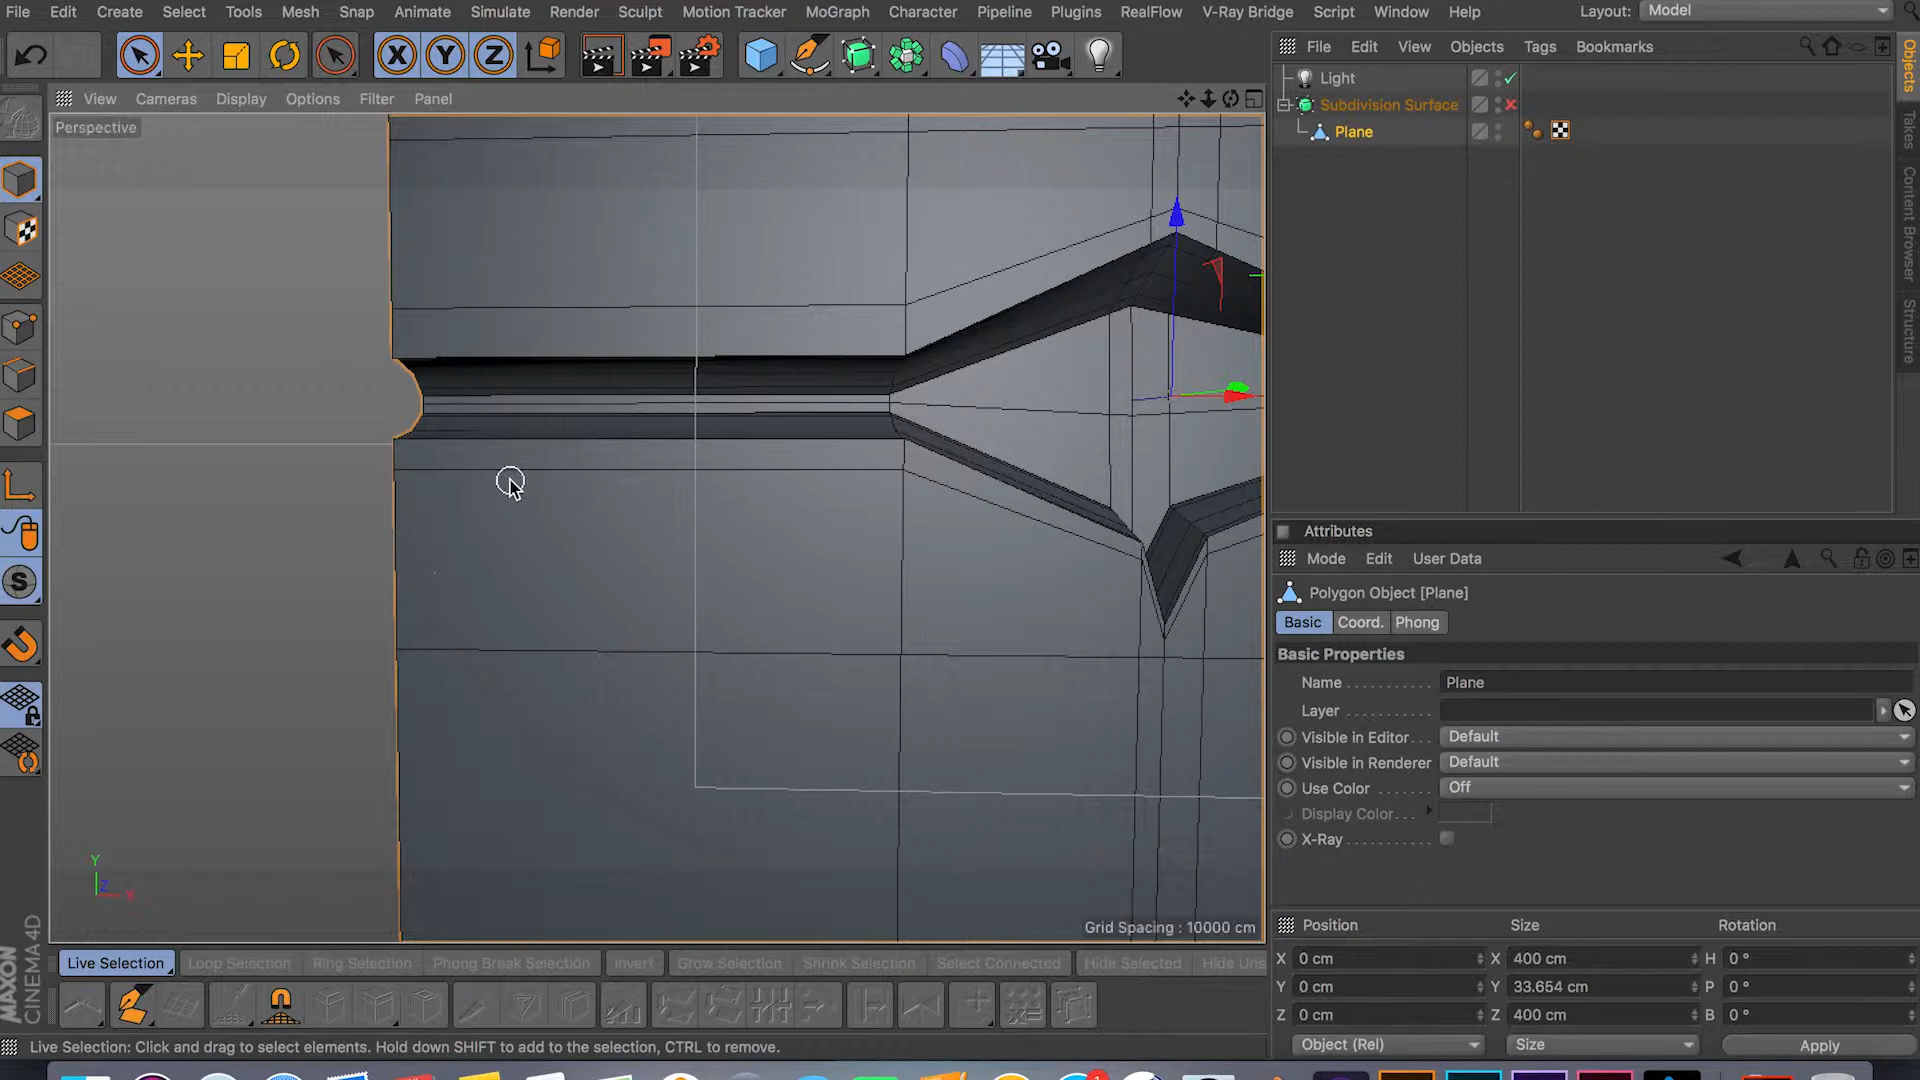 File Edit Create Select Tools Mesh Snap Animate Simulate Render Sculpt Motion Tracker MoGraph Character Pipeline Plugins RealFlow V-Ray Bridge Script Window Help Layout: Model
X Y Z
File Edit View Objects Tags Bookmarks
View Cameras Display Options Filter Panel
Perspective
Light
Subdivision Surface
Plane
Objects
Takes
Content Browser
Structure
Attributes
Mode Edit User Data
Polygon Object [Plane]
Basic Coord. Phong
Basic Properties
Name Plane
Layer
Visible in Editor Default
Visible in Renderer Default
Use Color Off
Display Color
X-Ray
S
Y
Z X
Grid Spacing : 10000 cm
Position Size Rotation
X 0 cm X 400 cm H 0 °
Y 0 cm Y 33.654 cm P 0 °
Z 0 cm Z 400 cm B 0 °
Object (Rel) Size Apply
Live Selection Loop Selection Ring Selection Phong Break Selection Invert Grow Selection Shrink Selection Select Connected Hide Selected Hide Uns
MAXON
CINEMA 4D
Live Selection: Click and drag to select elements. Hold down SHIFT to add to the selection, CTRL to remove.